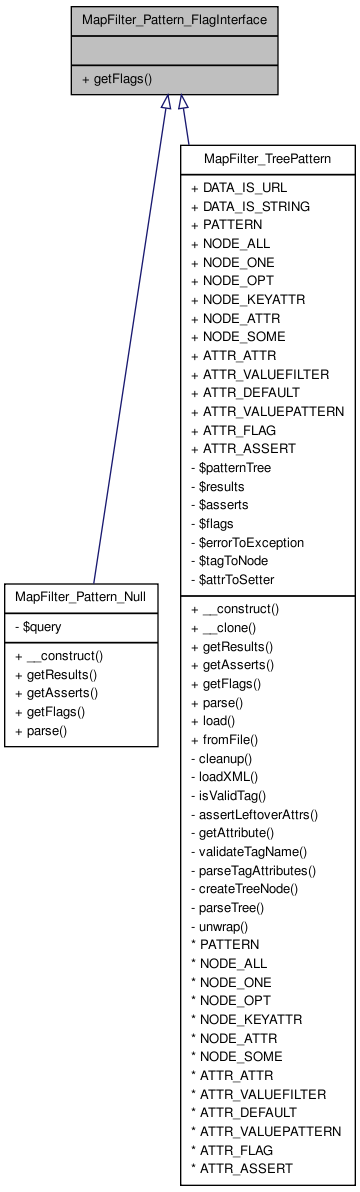 MapFilter_Pattern_FlagInterface
+ getFlags()
MapFilter_TreePattern
+ DATA_IS_URL
+ DATA_IS_STRING
+ PATTERN
+ NODE_ALL
+ NODE_ONE
+ NODE_OPT
+ NODE_KEYATTR
+ NODE_ATTR
+ NODE_SOME
+ ATTR_ATTR
+ ATTR_VALUEFILTER
+ ATTR_DEFAULT
+ ATTR_VALUEPATTERN
+ ATTR_FLAG
+ ATTR_ASSERT
- $patternTree
- $results
- $asserts
- $flags
- $errorToException
- $tagToNode
- $attrToSetter
+ __construct()
+ __clone()
+ getResults()
+ getAsserts()
+ getFlags()
+ parse()
+ load()
+ fromFile()
- cleanup()
- loadXML()
- isValidTag()
- assertLeftoverAttrs()
- getAttribute()
- validateTagName()
- parseTagAttributes()
- createTreeNode()
- parseTree()
- unwrap()
* PATTERN
* NODE_ALL
* NODE_ONE
* NODE_OPT
* NODE_KEYATTR
* NODE_ATTR
* NODE_SOME
* ATTR_ATTR
* ATTR_VALUEFILTER
* ATTR_DEFAULT
* ATTR_VALUEPATTERN
* ATTR_FLAG
* ATTR_ASSERT
MapFilter_Pattern_Null
- $query
+ __construct()
+ getResults()
+ getAsserts()
+ getFlags()
+ parse()